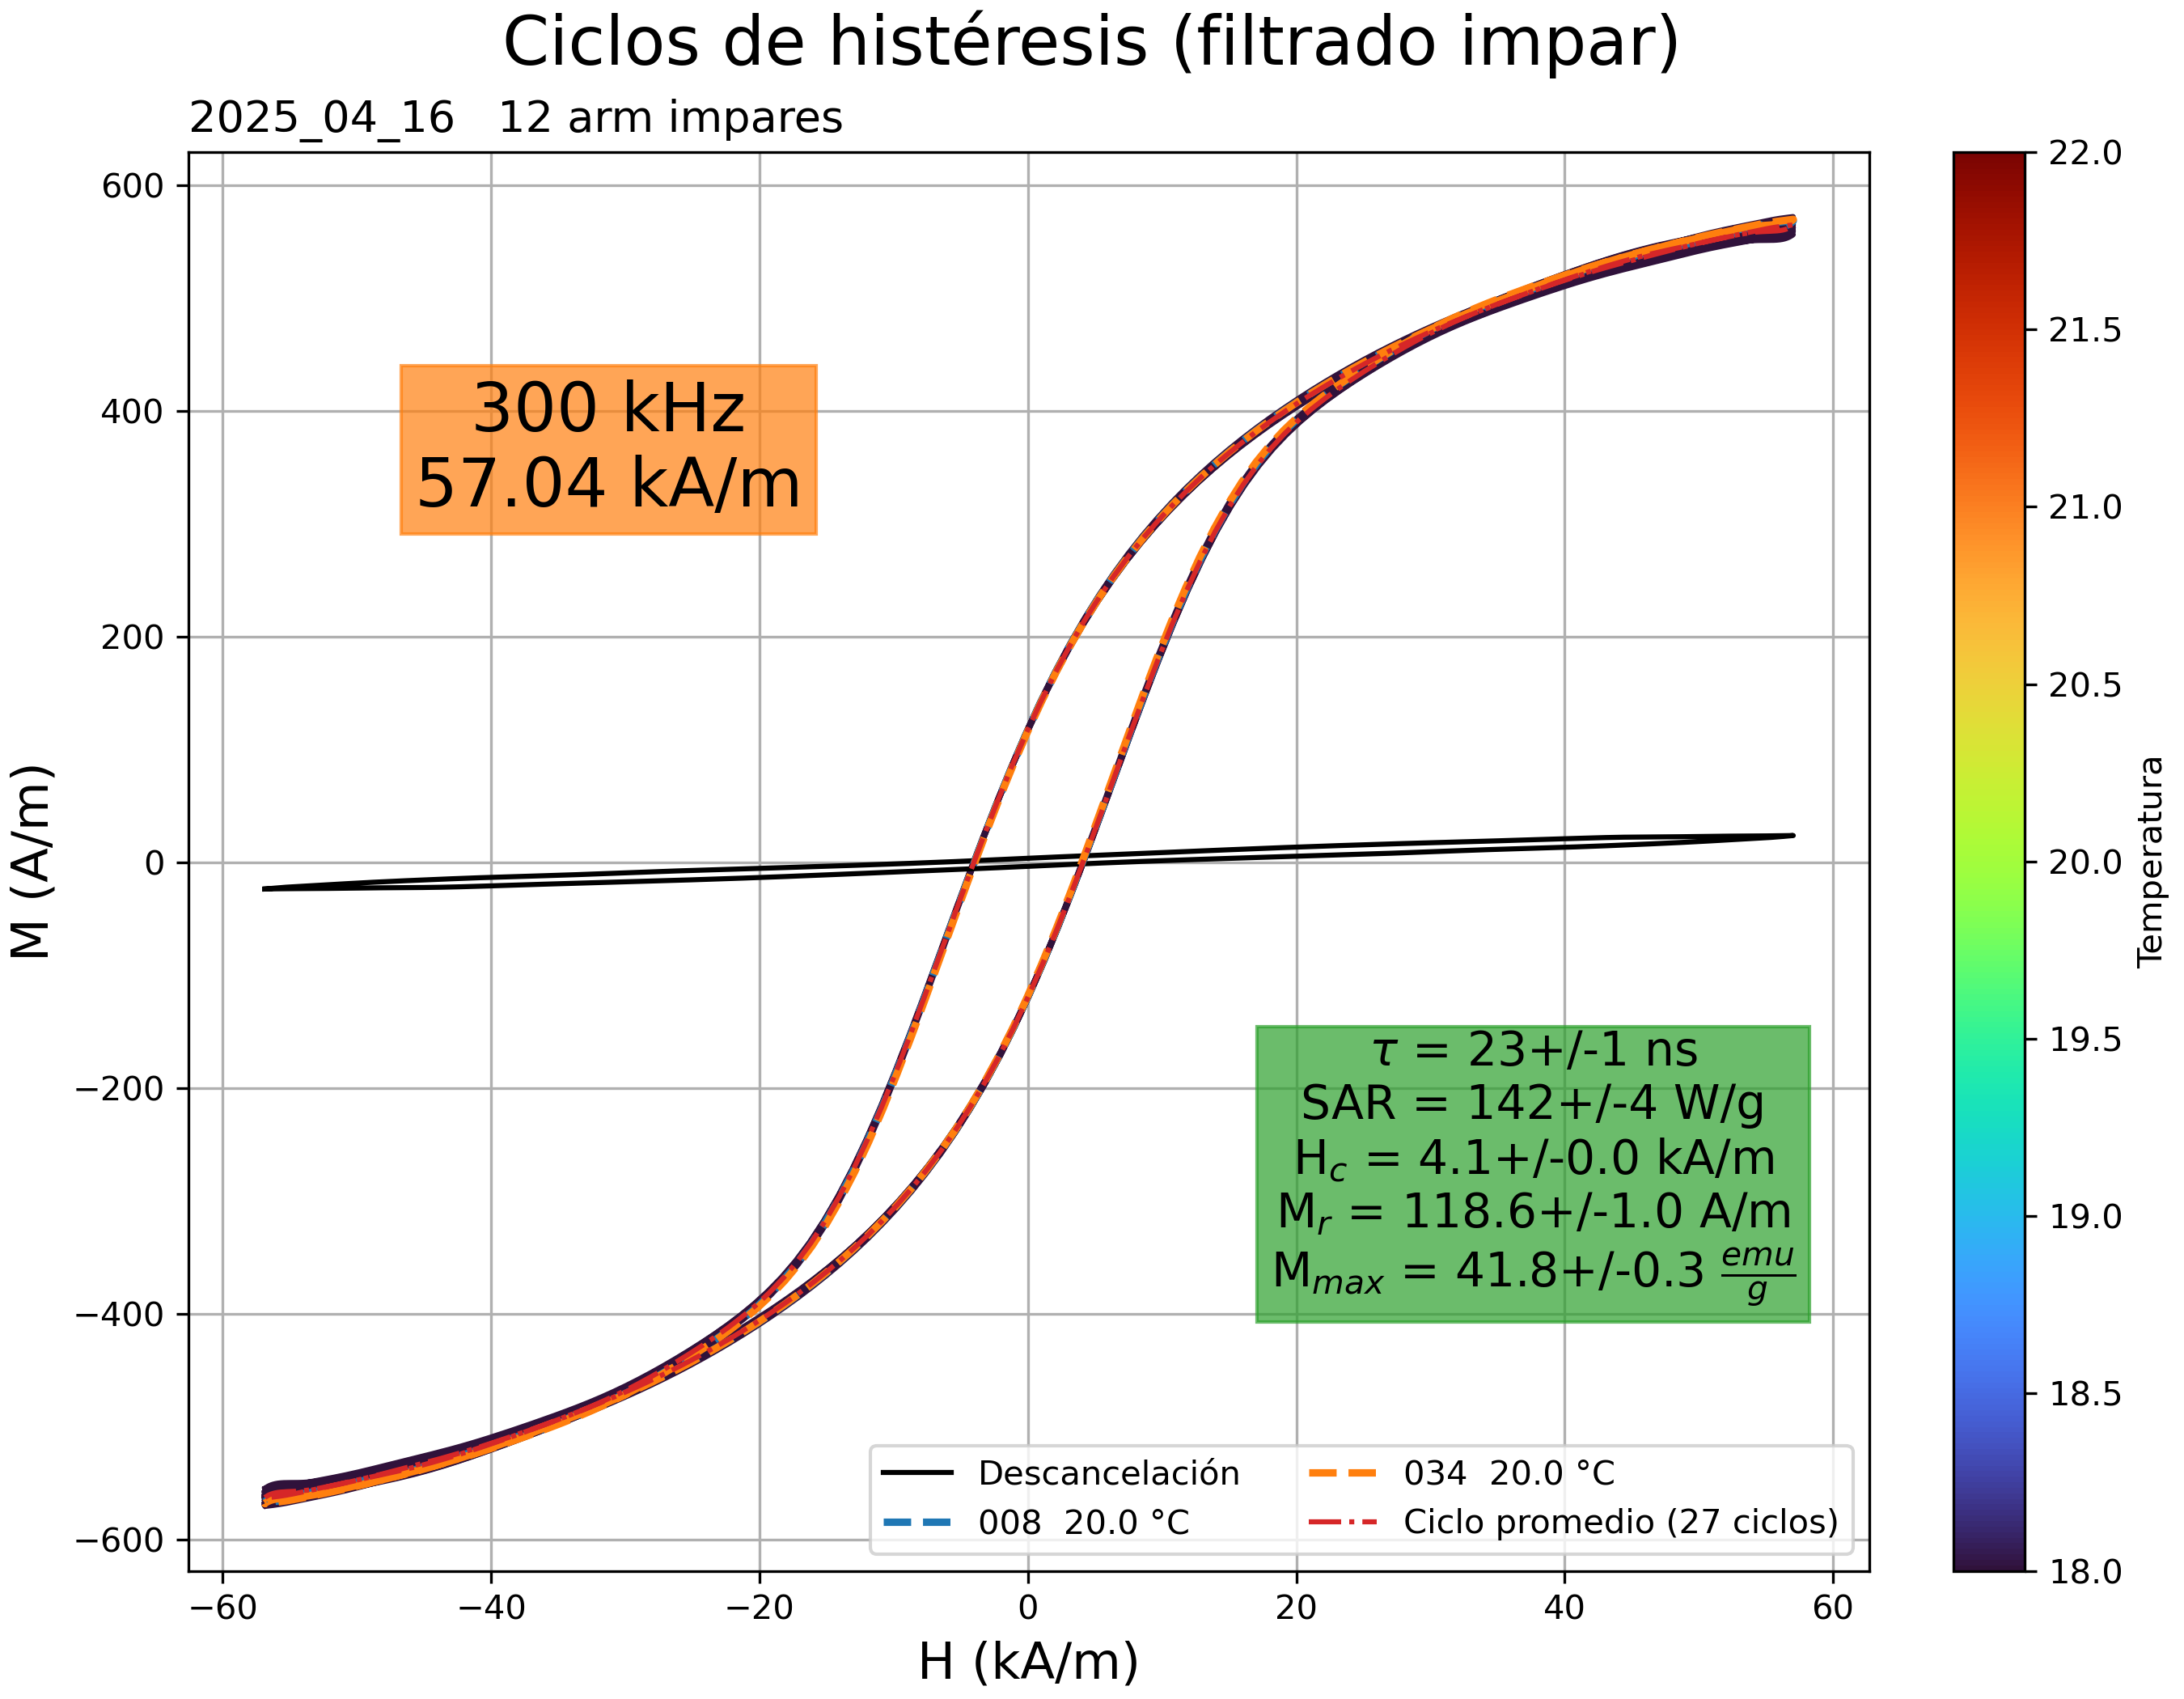 Ciclos de histéresis (filtrado impar)
2025_04_16   12 arm impares
300 kHz
57.04 kA/m
M (A/m)
600
400
200
0
−200
−400
−600
τ = 23+/-1 ns
SAR = 142+/-4 W/g
H_c = 4.1+/-0.0 kA/m
M_r = 118.6+/-1.0 A/m
M_max = 41.8+/-0.3 emu/g
Descancelación
008  20.0 °C
034  20.0 °C
Ciclo promedio (27 ciclos)
−60 −40 −20 0 20 40 60
H (kA/m)
22.0
21.5
21.0
20.5
20.0
19.5
19.0
18.5
18.0
Temperatura